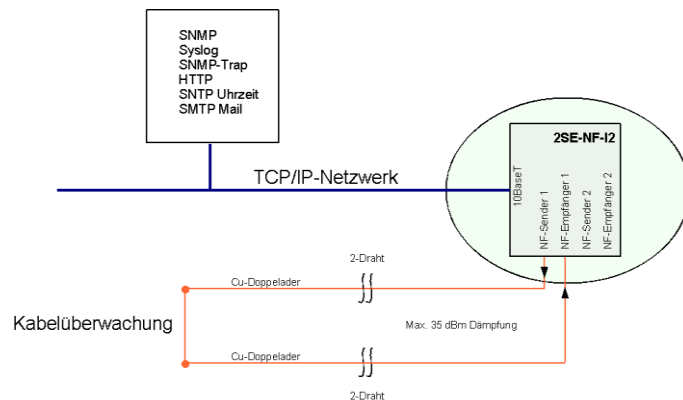 SNMP
Syslog
SNMP-Trap
HTTP
SNTP Uhrzeit
SMTP Mail
2SE-NF-I2
10BaseT
NF-Sender 1
NF-Empfänger 1
NF-Sender 2
NF-Empfänger 2
TCP/IP-Netzwerk
2-Draht
Cu-Doppelader
Kabelüberwachung
Max. 35 dBm Dämpfung
Cu-Doppelader
2-Draht